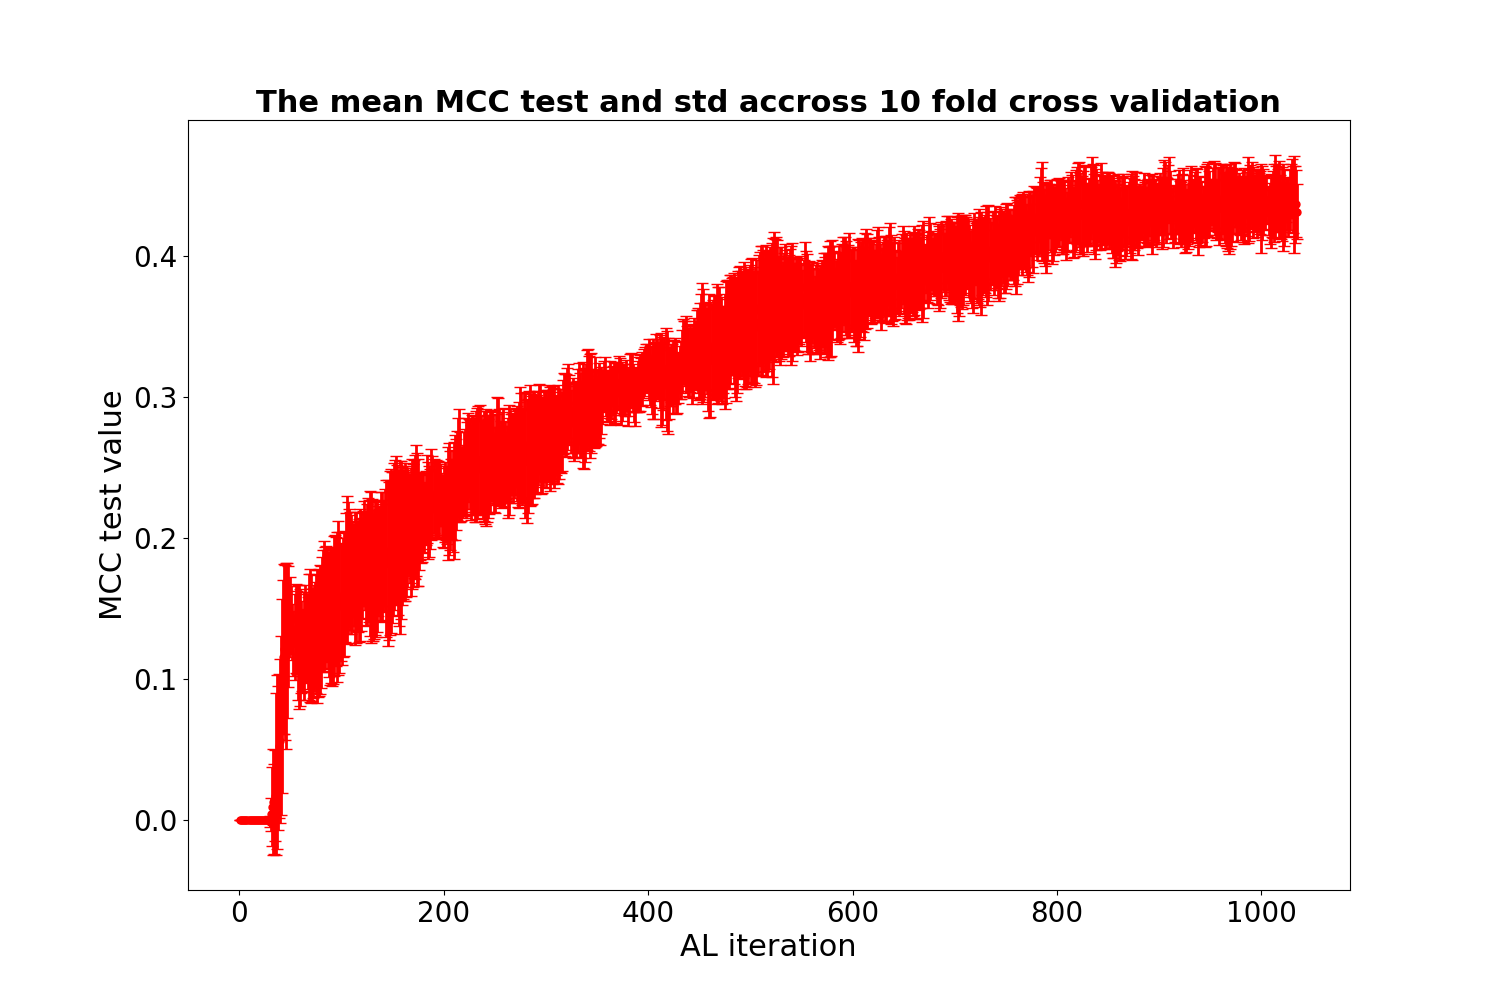 The mean MCC test and std accross 10 fold cross validation
MCC test value
0.4
0.3
0.2
0.1
0.0
0 200 400 600 800 1000
AL iteration